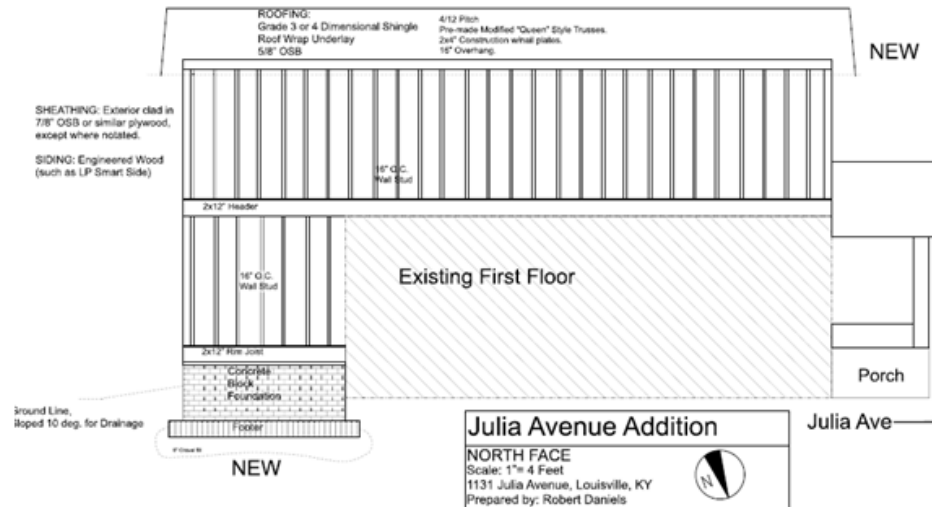 ROOFING:
Grade 3 or 4 Dimensional Shingle
Roof Wrap Underlay
5/8" OSB
4/12 Pitch
Pre-made Modified "Queen" Style Trusses.
2x4" Construction w/nail plates.
16" Overhang.
NEW
SHEATHING: Exterior clad in
7/8" OSB or similar plywood,
except where notated.
SIDING: Engineered Wood
(such as LP Smart Side)
16" O.C.
Wall Stud
2x12" Header
16" O.C.
Wall Stud
Existing First Floor
2x12" Rim Joist
Concrete
Block
Foundation
Porch
Ground Line,
Sloped 10 deg. for Drainage
Footer
NEW
Julia Avenue Addition
Julia Ave
NORTH FACE
Scale: 1"= 4 Feet
1131 Julia Avenue, Louisville, KY
Prepared by: Robert Daniels
N